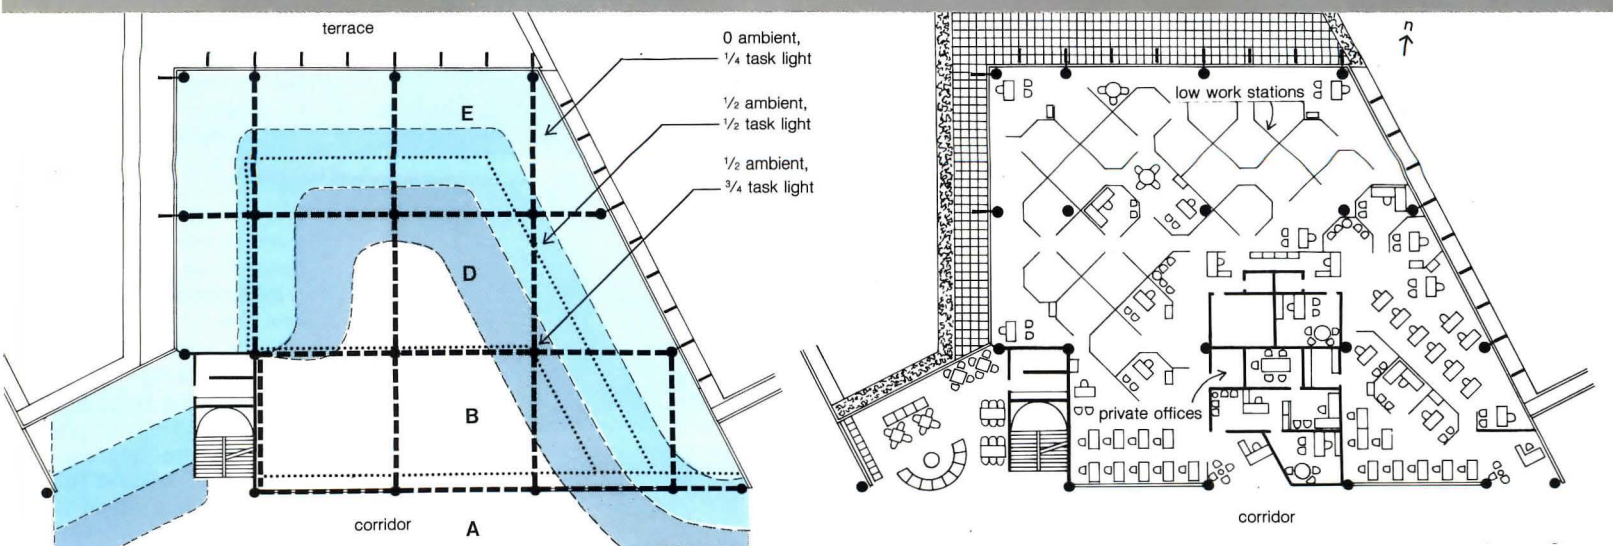 terrace
0 ambient,
¼ task light
½ ambient,
½ task light
½ ambient,
¾ task light
E
D
B
corridor
A
n
low work stations
private offices
corridor